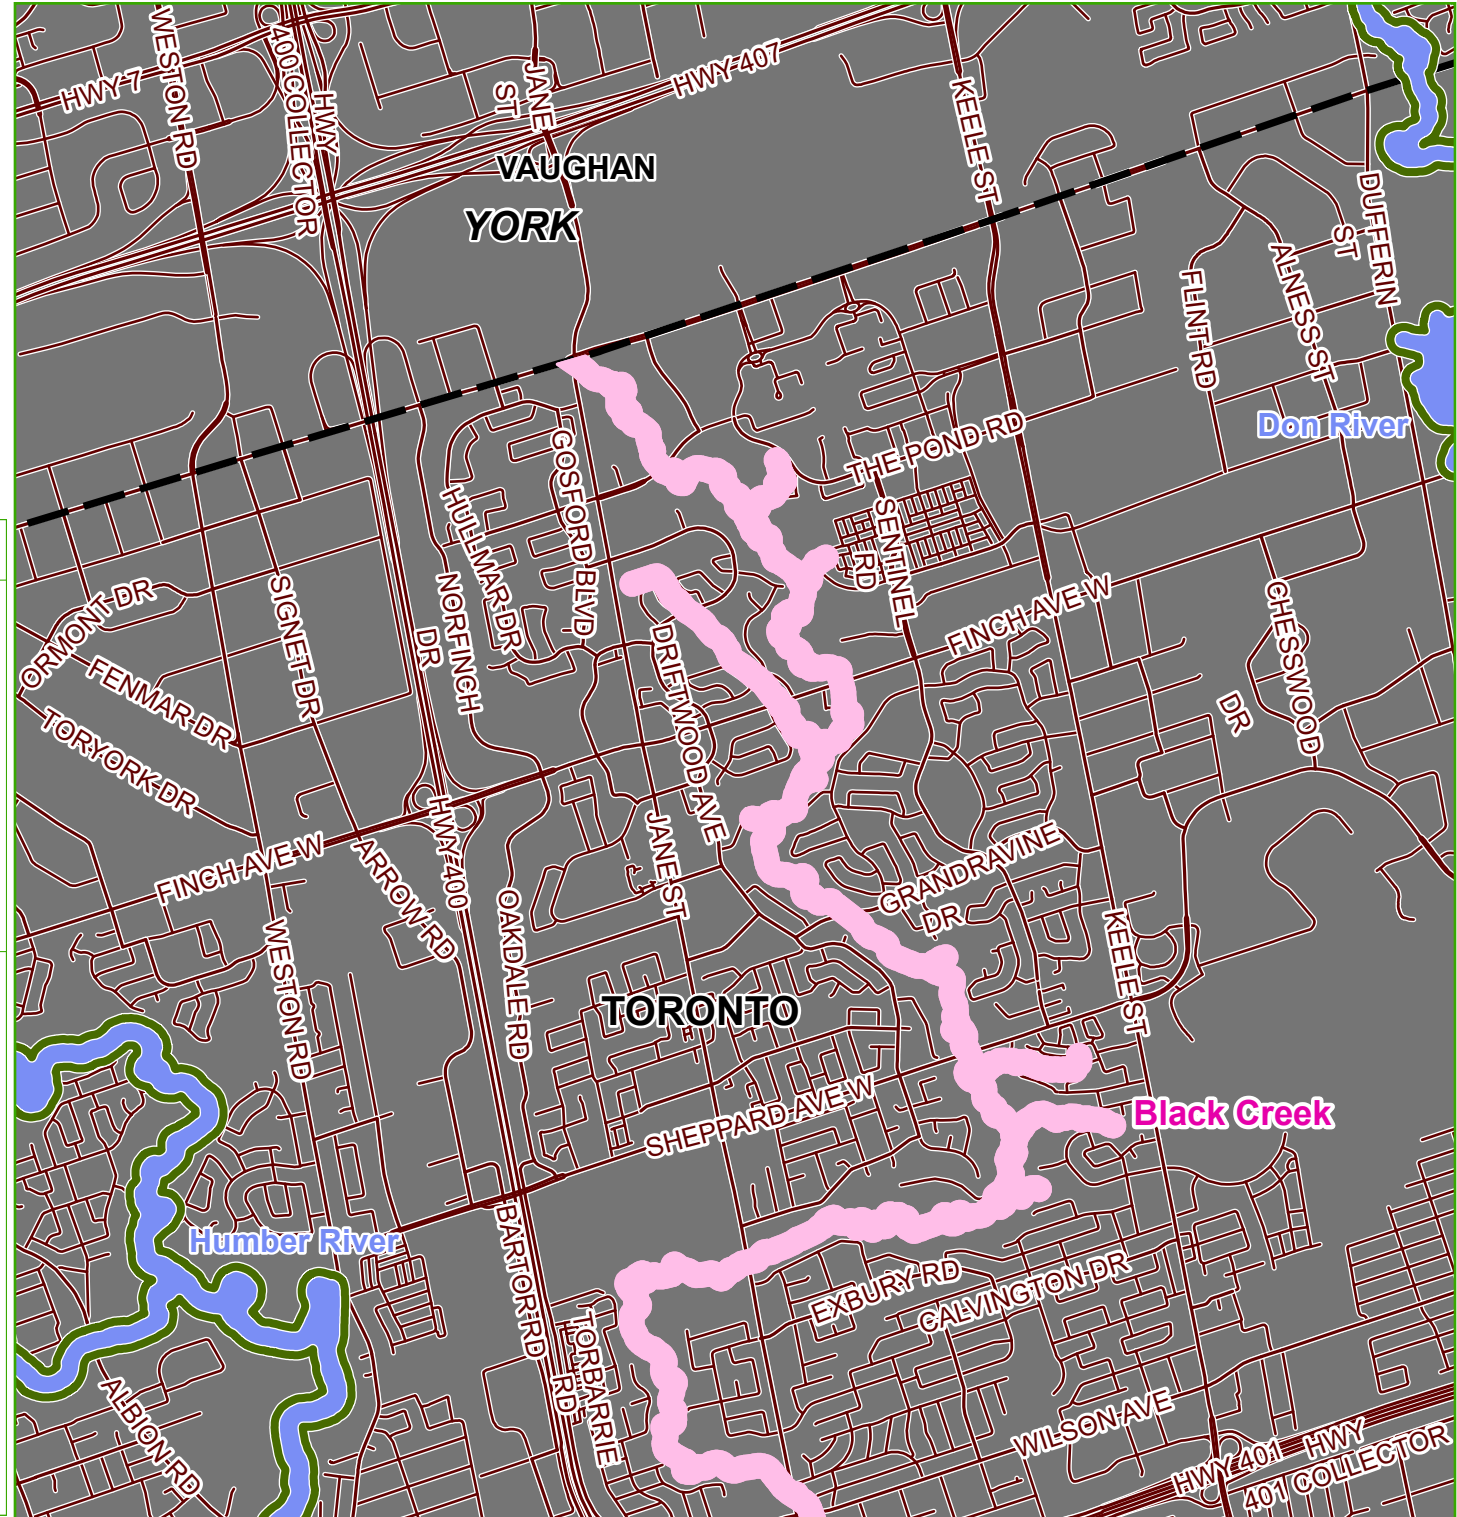 HWY 7
WESTON RD
400 COLLECTOR
HWY
JANE
ST
HWY 407
KEELE ST
VAUGHAN
YORK
DUFFERIN
ST
ALNESS ST
FLINT RD
Don River
THE POND RD
GOSFORD BLVD
HULLMAR DR
NORFINCH
DR
SENTINEL
RD
SIGNET DR
ORMONT DR
FENMAR DR
TORYORK DR
DRIFTWOOD AVE
FINCH AVE W
CHESSWOOD
DR
HWY 400
JANE ST
FINCH AVE W
ARROW RD
GRANDRAVINE
DR
OAKDALE RD
WESTON RD
KEELE ST
TORONTO
SHEPPARD AVE W
Black Creek
Humber River
BARTOR RD
EXBURY RD
CALVINGTON DR
TORBARRIE
RD
ALBION RD
WILSON AVE
HWY 401
HWY
401 COLLECTOR